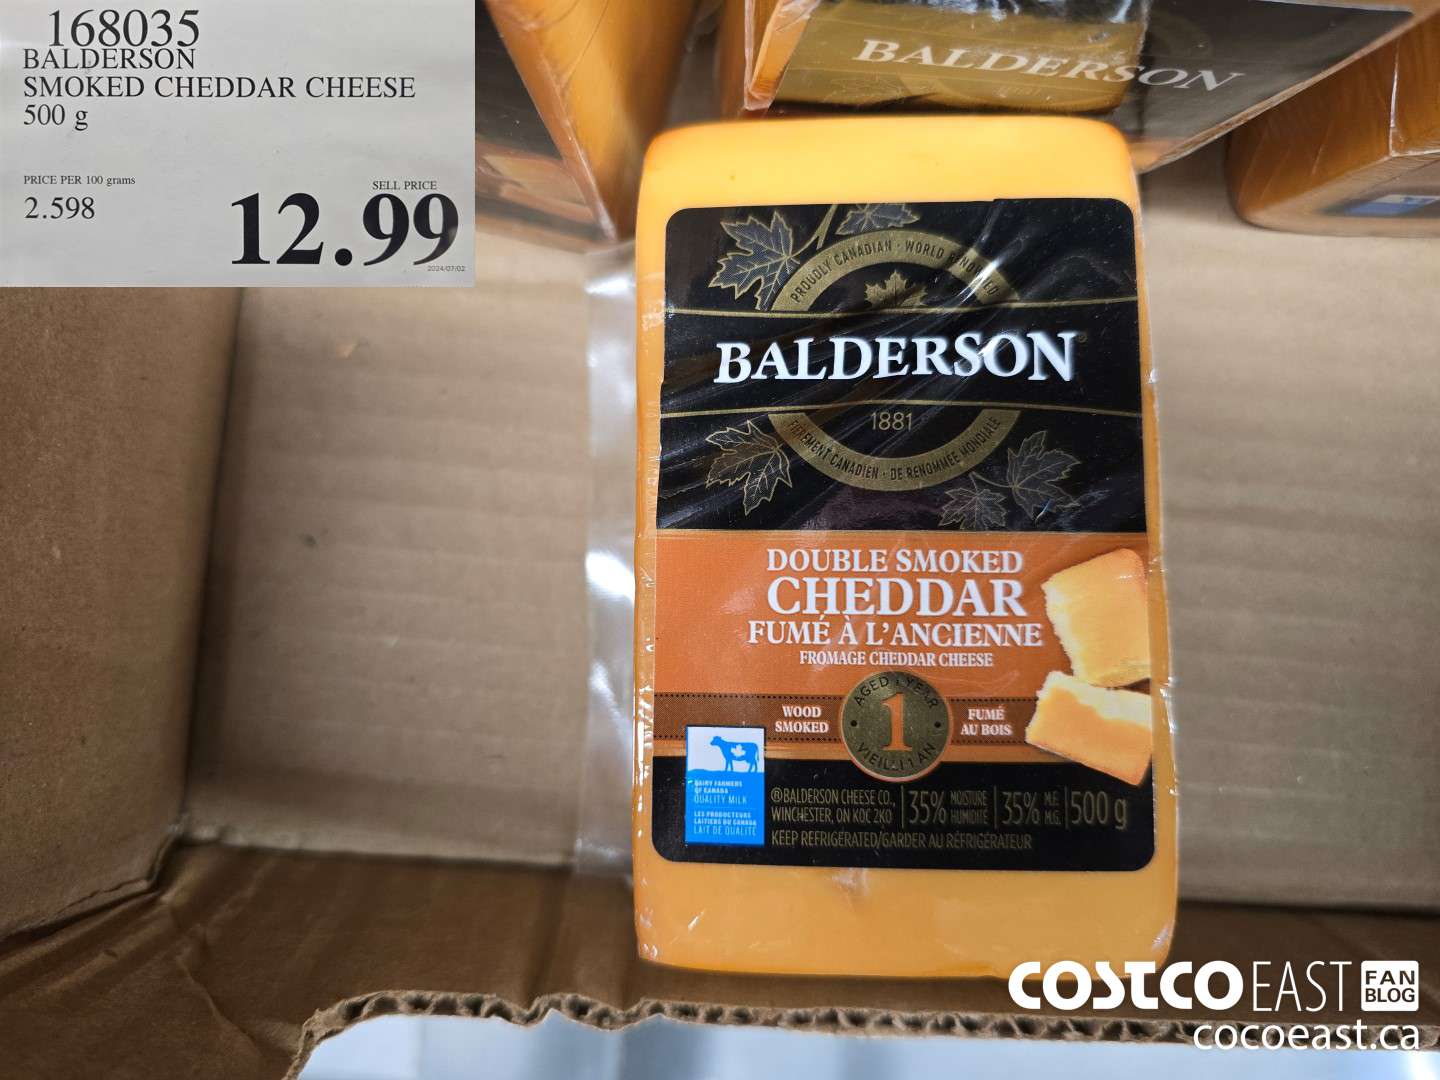 168035
BALDERSON
SMOKED CHEDDAR CHEESE
500 g
PRICE PER 100 grams
2.598
SELL PRICE
12.99
2024/07/02
BALDERSON
PROUDLY CANADIAN · WORLD RENOWNED
BALDERSON
1881
FIÈREMENT CANADIEN · DE RENOMMÉE MONDIALE
DOUBLE SMOKED
CHEDDAR
FUMÉ À L'ANCIENNE
FROMAGE CHEDDAR CHEESE
WOOD
SMOKED
AGED 1 YEAR
1
VIEILLI 1 AN
FUMÉ
AU BOIS
DAIRY FARMERS
OF CANADA
QUALITY MILK
LES PRODUCTEURS
LAITIERS DU CANADA
LAIT DE QUALITÉ
®BALDERSON CHEESE CO.,
WINCHESTER, ON K0C 2K0
35% MOISTURE
HUMIDITÉ
35% M.F.
M.G.
500 g
KEEP REFRIGERATED/GARDER AU RÉFRIGÉRATEUR
COSTCO EAST FAN
BLOG
cocoeast.ca